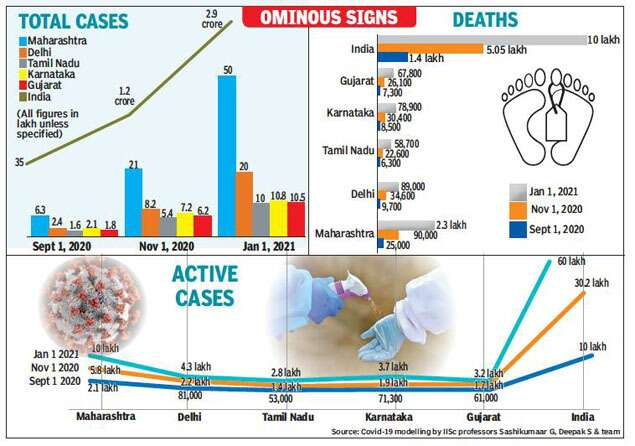 OMINOUS SIGNS
TOTAL CASES
Maharashtra
Delhi
Tamil Nadu
Karnataka
Gujarat
India
(All figures in
lakh unless
specified)
35
1.2
crore
2.9
crore
6.3
2.4
1.6
2.1
1.8
21
8.2
5.4
7.2
6.2
50
20
10
10.8
10.5
Sept 1, 2020
Nov 1, 2020
Jan 1, 2021
DEATHS
India
10 lakh
5.05 lakh
1.4 lakh
Gujarat
67,800
26,100
7,300
Karnataka
78,900
30,400
8,500
Tamil Nadu
58,700
22,600
6,300
Delhi
89,000
34,600
9,700
Maharashtra
2.3 lakh
90,000
25,000
Jan 1, 2021
Nov 1, 2020
Sept 1, 2020
ACTIVE
CASES
60 lakh
30.2 lakh
10 lakh
Jan 1 2021
10 lakh
4.3 lakh
2.8 lakh
3.7 lakh
3.2 lakh
Nov 1 2020
5.8 lakh
2.2 lakh
1.4 lakh
1.9 lakh
1.71 lakh
Sept 1 2020
2.1 lakh
81,000
53,000
71,300
61,000
Maharashtra
Delhi
Tamil Nadu
Karnataka
Gujarat
India
Source: Covid-19 modelling by IISc professors Sashikumaar G, Deepak S & team